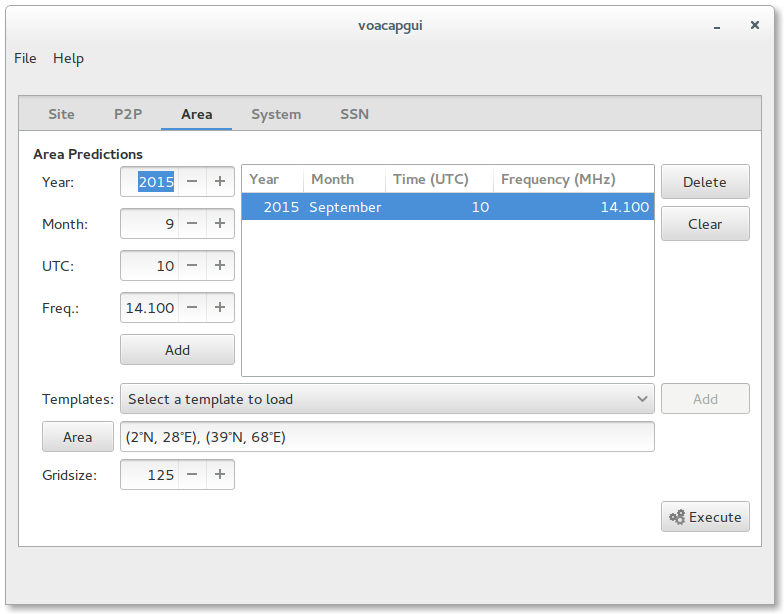 voacapgui
File Help
Site P2P Area System SSN
Area Predictions
Year: 2015
Month: 9
UTC: 10
Freq.: 14.100
Add
Year Month Time (UTC) Frequency (MHz)
2015 September 10 14.100
Delete
Clear
Templates: Select a template to load Add
Area (2°N, 28°E), (39°N, 68°E)
Gridsize: 125
Execute